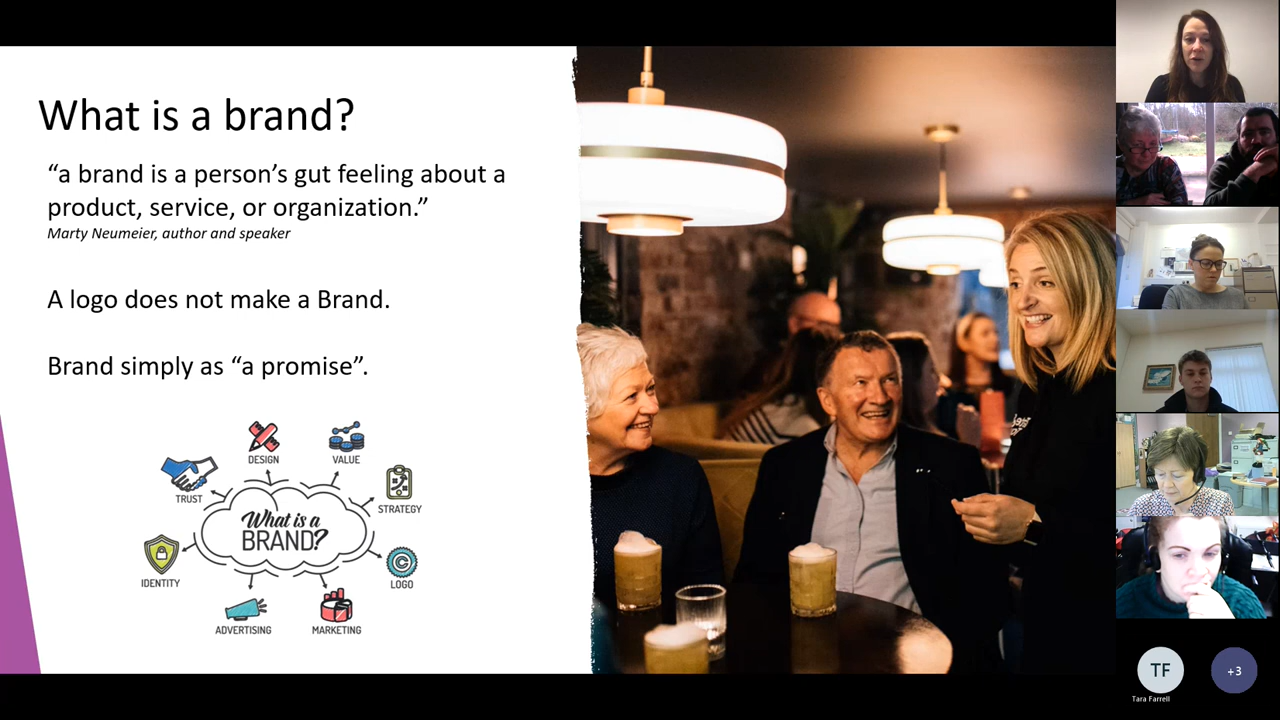 What is a brand?
“a brand is a person’s gut feeling about a
product, service, or organization.”
Marty Neumeier, author and speaker
A logo does not make a Brand.
Brand simply as “a promise”.
DESIGN
VALUE
TRUST
STRATEGY
What is a
BRAND?
IDENTITY
LOGO
ADVERTISING
MARKETING
TF
+3
Tara Farrell